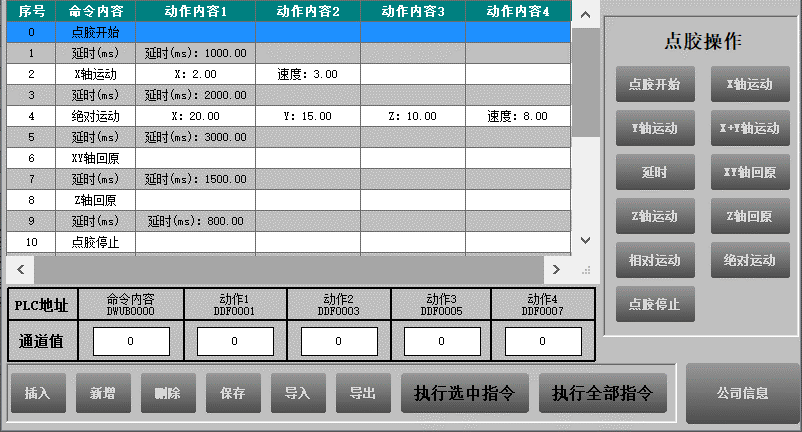 序号 命令内容 动作内容1 动作内容2 动作内容3 动作内容4
0 点胶开始
1 延时(ms) 延时(ms): 1000.00
2 X轴运动 X: 2.00 速度: 3.00
3 延时(ms) 延时(ms): 2000.00
4 绝对运动 X: 20.00 Y: 15.00 Z: 10.00 速度: 8.00
5 延时(ms) 延时(ms): 3000.00
6 XY轴回原
7 延时(ms) 延时(ms): 1500.00
8 Z轴回原
9 延时(ms) 延时(ms): 800.00
10 点胶停止
PLC地址 命令内容 动作1 动作2 动作3 动作4
DWUB0000 DDF0001 DDF0003 DDF0005 DDF0007
通道值 0 0 0 0 0
插入 新增 删除 保存 导入 导出 执行选中指令 执行全部指令
点胶操作
点胶开始 X轴运动
Y轴运动 X+Y轴运动
延时 XY轴回原
Z轴运动 Z轴回原
相对运动 绝对运动
点胶停止
公司信息